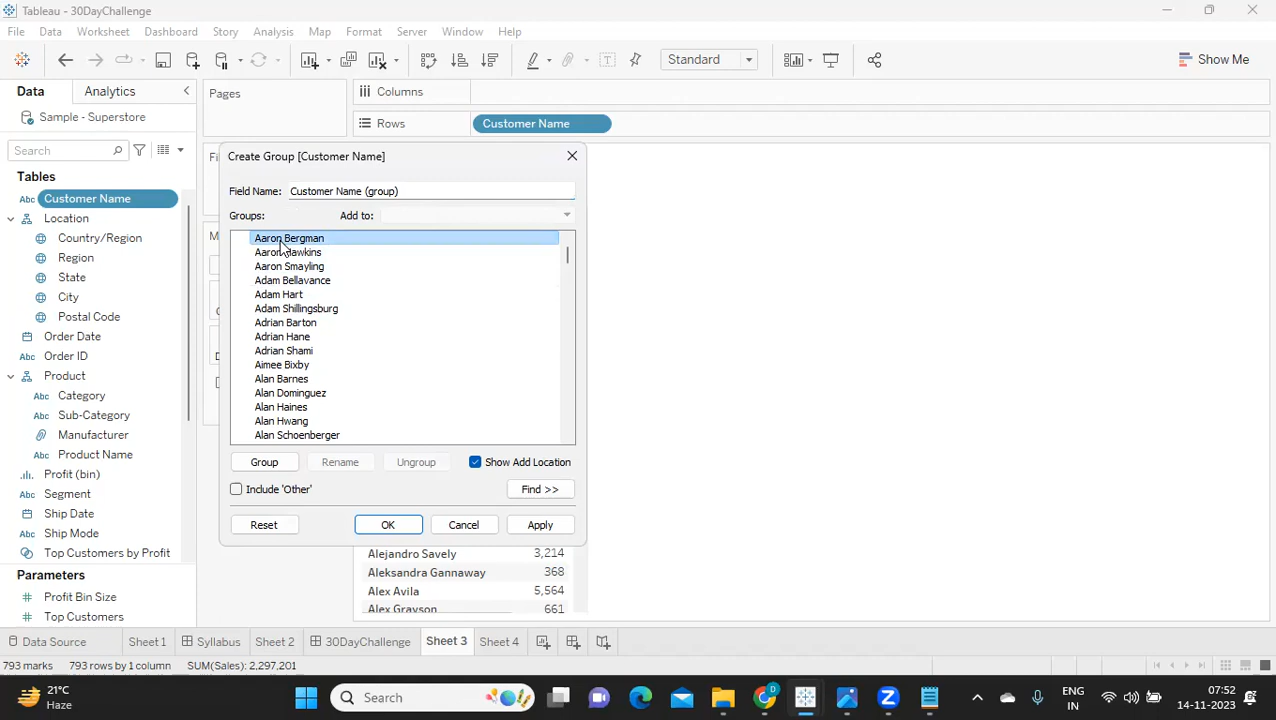 Tableau - 30DayChallenge
File Data Worksheet Dashboard Story Analysis Map Format Server Window Help
Standard
Show Me
Data Analytics
Pages
Columns
Sample - Superstore
Rows Customer Name
Search
Tables
Create Group [Customer Name]
Customer Name
Field Name: Customer Name (group)
Location
Groups: Add to:
Country/Region
Aaron Bergman
Region
Aaron Hawkins
State
Aaron Smayling
City
Adam Bellavance
Postal Code
Adam Hart
Order Date
Adam Shillingsburg
Order ID
Adrian Barton
Product
Adrian Hane
Category
Adrian Shami
Sub-Category
Aimee Bixby
Manufacturer
Alan Barnes
Product Name
Alan Dominguez
Profit (bin)
Alan Haines
Segment
Alan Hwang
Ship Date
Alan Schoenberger
Ship Mode
Group Rename Ungroup Show Add Location
Top Customers by Profit
Include 'Other' Find >>
Reset OK Cancel Apply
Parameters
Alejandro Savely 3,214
Profit Bin Size
Aleksandra Gannaway 368
Top Customers
Alex Avila 5,564
Alex Grayson 661
Data Source Sheet 1 Syllabus Sheet 2 30DayChallenge Sheet 3 Sheet 4
793 marks 793 rows by 1 column SUM(Sales): 2,297,201
21°C
Haze
Search
ENG
IN
07:52
14-11-2023